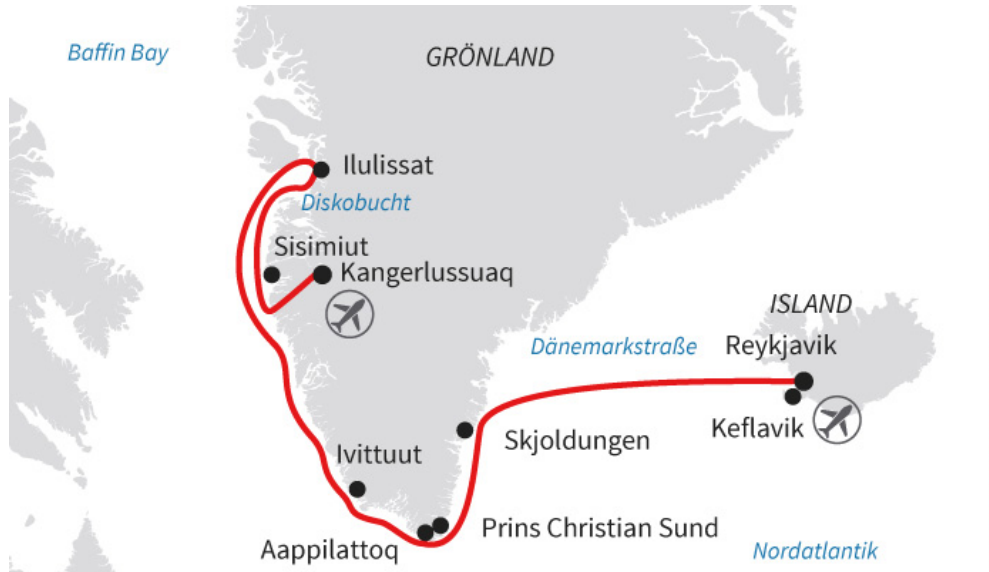 Baffin Bay
GRÖNLAND
Ilulissat
Diskobucht
Sisimiut
Kangerlussuaq
ISLAND
Dänemarkstraße
Reykjavik
Keflavik
Skjoldungen
Ivittuut
Prins Christian Sund
Aappilattoq
Nordatlantik